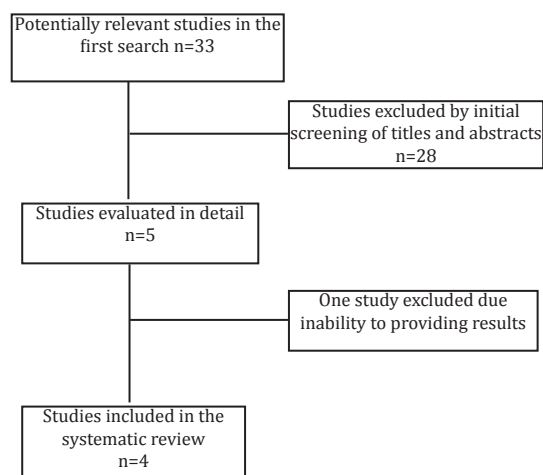 Potentially relevant studies in the
first search n=33
Studies excluded by initial
screening of titles and abstracts
n=28
Studies evaluated in detail
n=5
One study excluded due
inability to providing results
Studies included in the
systematic review
n=4